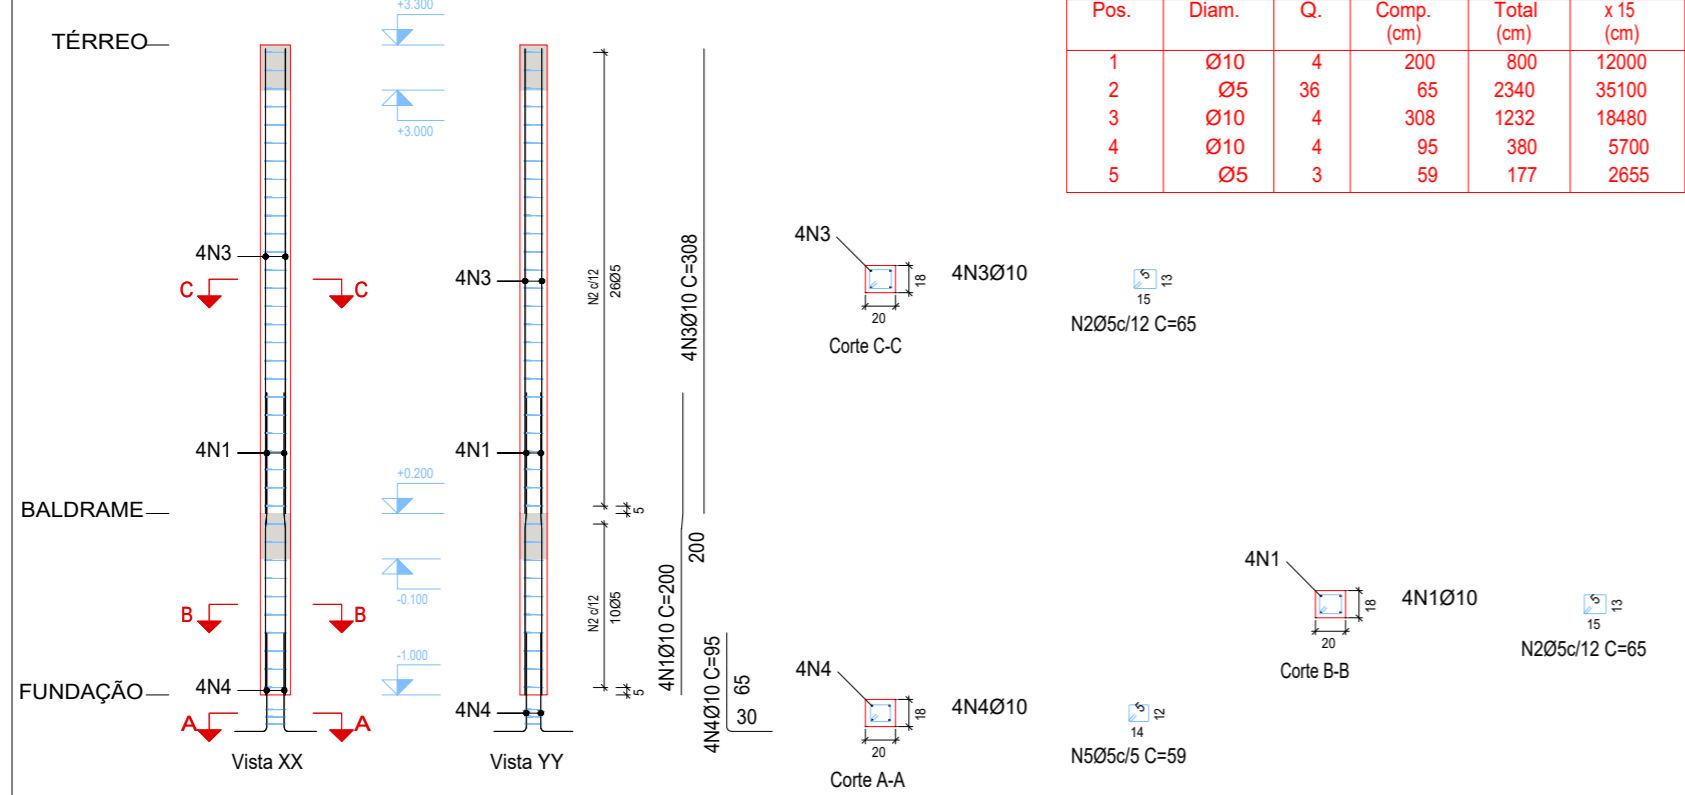 TÉRREO
+3.300
+3.000
4N3
C
C
4N1
+0.200
BALDRAME
-0.100
B
B
-1.000
FUNDAÇÃO
4N4
A
A
Vista XX
4N3
4N1
4N4
Vista YY
N2 c/12
26Ø5
5
N2 c/12
10Ø5
5
4N3Ø10 C=308
4N1Ø10 C=200
200
4N4Ø10 C=95
65
30
Pos. Diam. Q. Comp. (cm) Total (cm) x 15 (cm)
1 Ø10 4 200 800 12000
2 Ø5 36 65 2340 35100
3 Ø10 4 308 1232 18480
4 Ø10 4 95 380 5700
5 Ø5 3 59 177 2655
4N3
18
20
4N3Ø10
Corte C-C
5
13
15
N2Ø5c/12 C=65
4N1
18
20
4N1Ø10
Corte B-B
5
13
15
N2Ø5c/12 C=65
4N4
18
20
4N4Ø10
Corte A-A
5
12
14
N5Ø5c/5 C=59